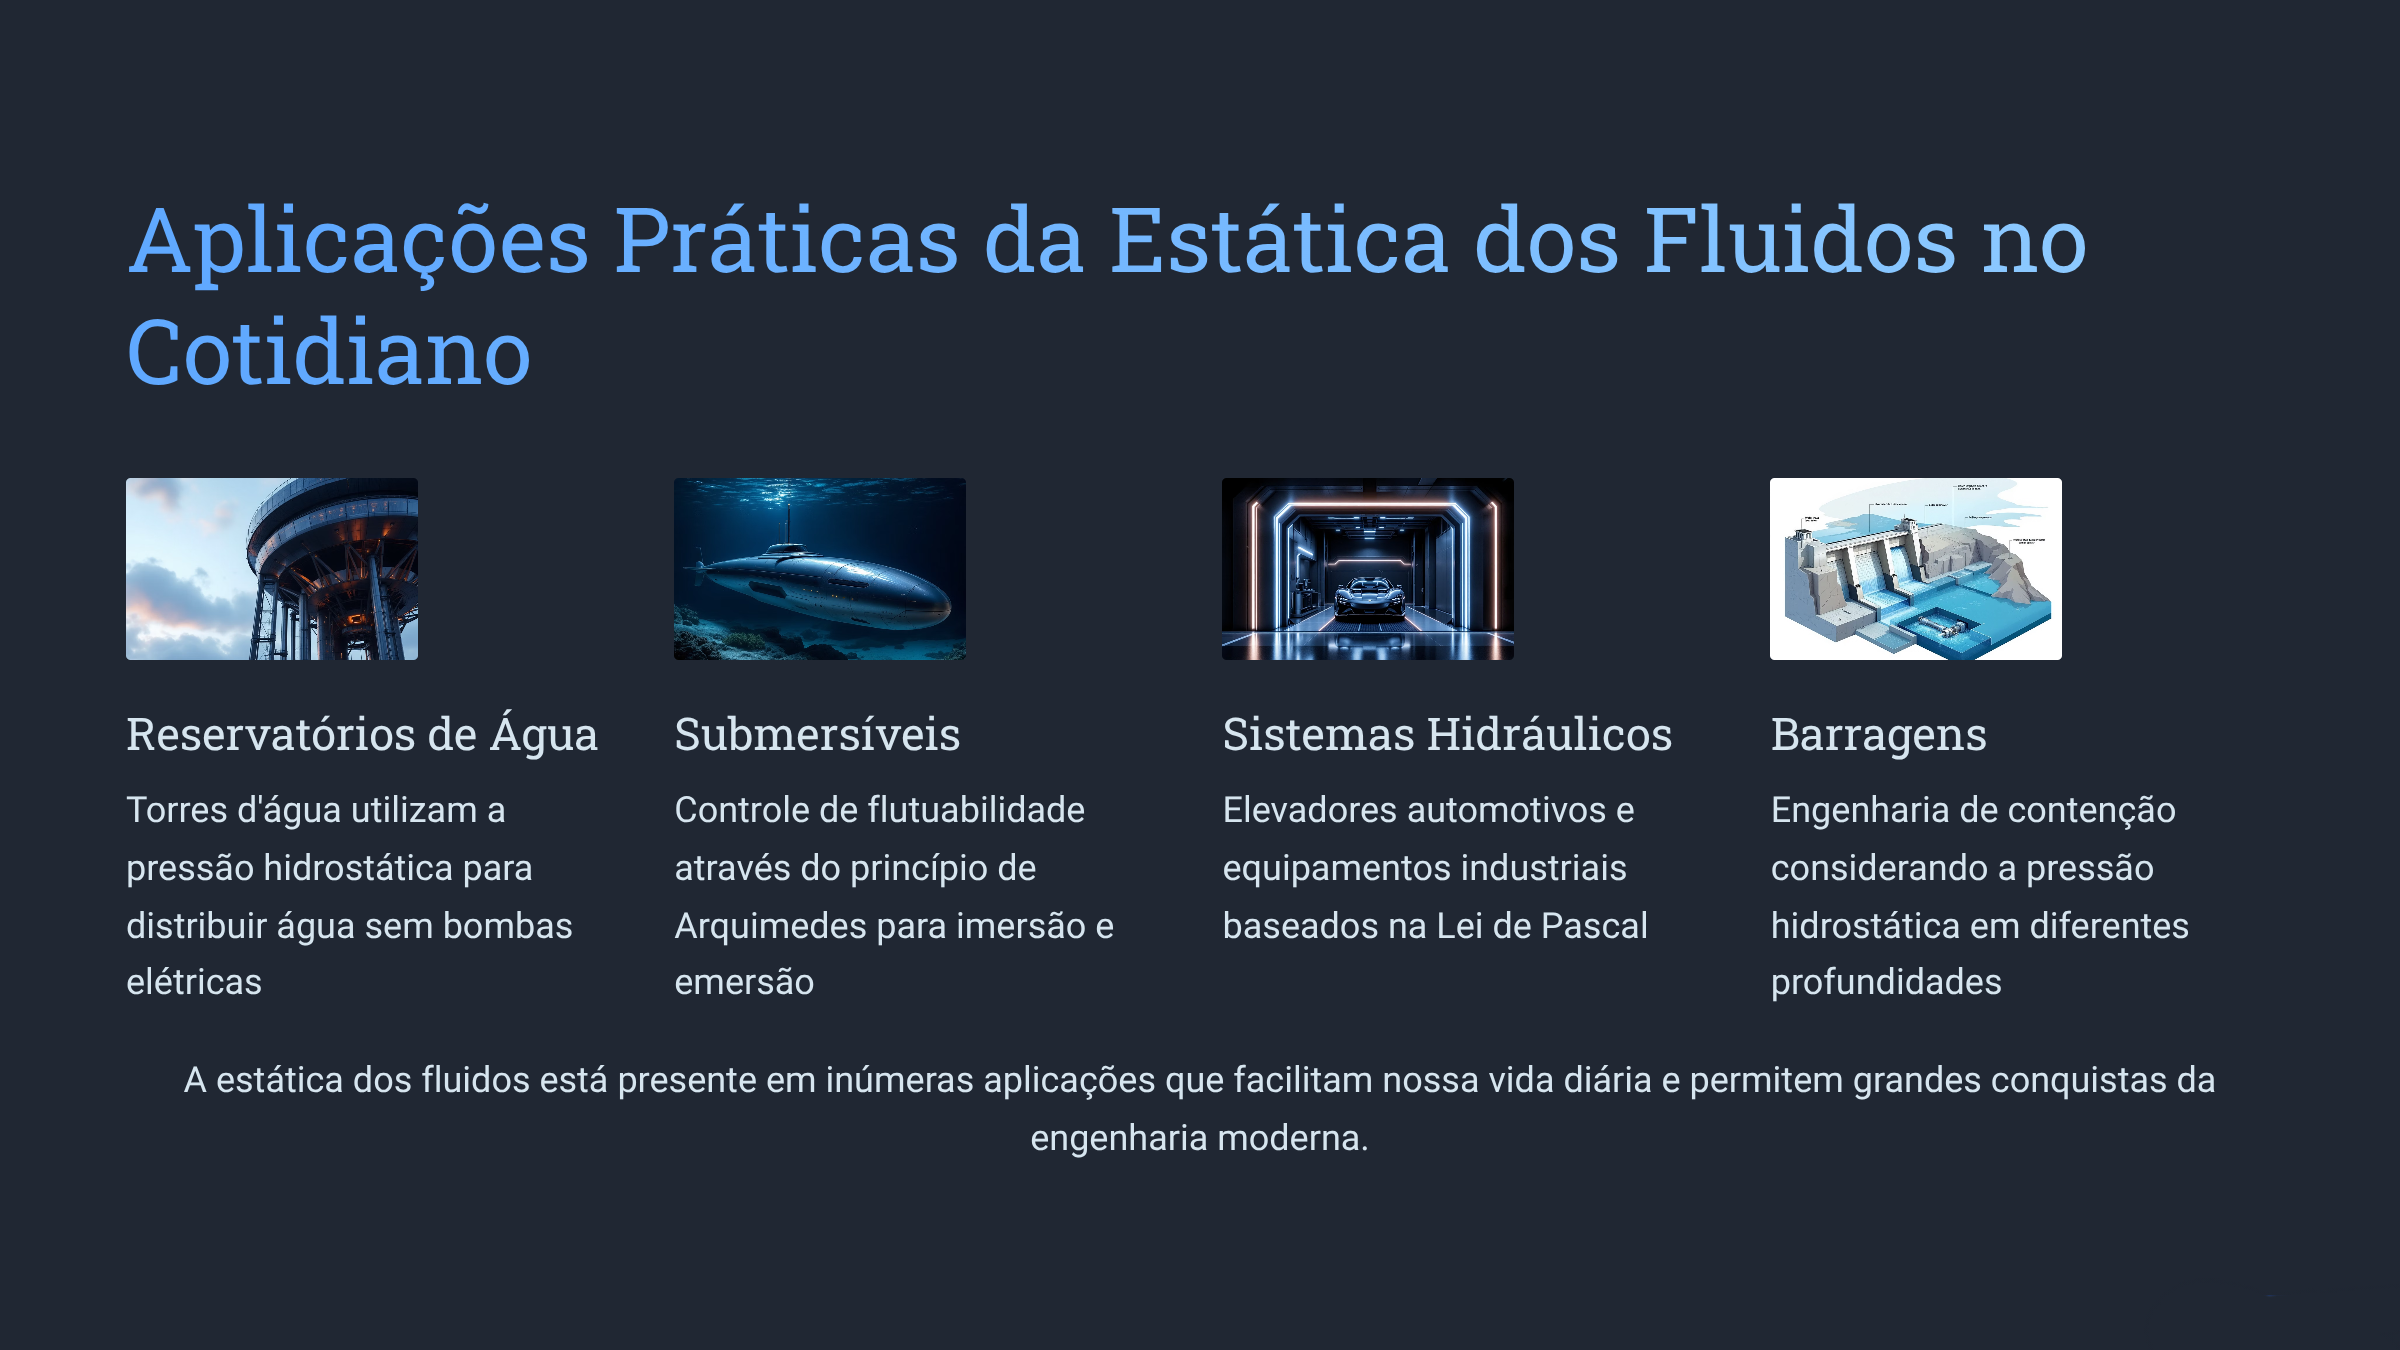 Aplicações Práticas da Estática dos Fluidos no
Cotidiano
Reservatórios de Água
Torres d'água utilizam a
pressão hidrostática para
distribuir água sem bombas
elétricas
Submersíveis
Controle de flutuabilidade
através do princípio de
Arquimedes para imersão e
emersão
Sistemas Hidráulicos
Elevadores automotivos e
equipamentos industriais
baseados na Lei de Pascal
Barragens
Engenharia de contenção
considerando a pressão
hidrostática em diferentes
profundidades
A estática dos fluidos está presente em inúmeras aplicações que facilitam nossa vida diária e permitem grandes conquistas da
engenharia moderna.